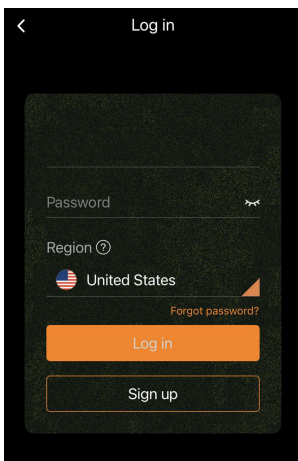 Log in
Password
Region ?
United States
Forgot password?
Log in
Sign up